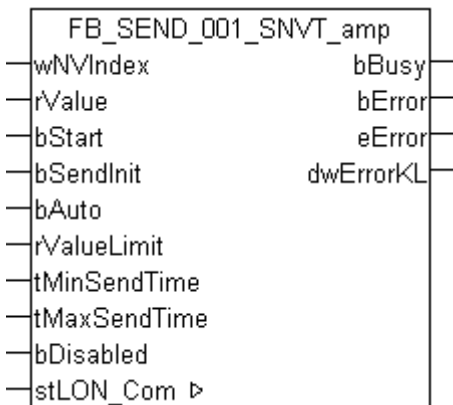 FB_SEND_001_SNVT_amp
wNVIndex bBusy
rValue bError
bStart eError
bSendInit dwErrorKL
bAuto
rValueLimit
tMinSendTime
tMaxSendTime
bDisabled
stLON_Com ▷